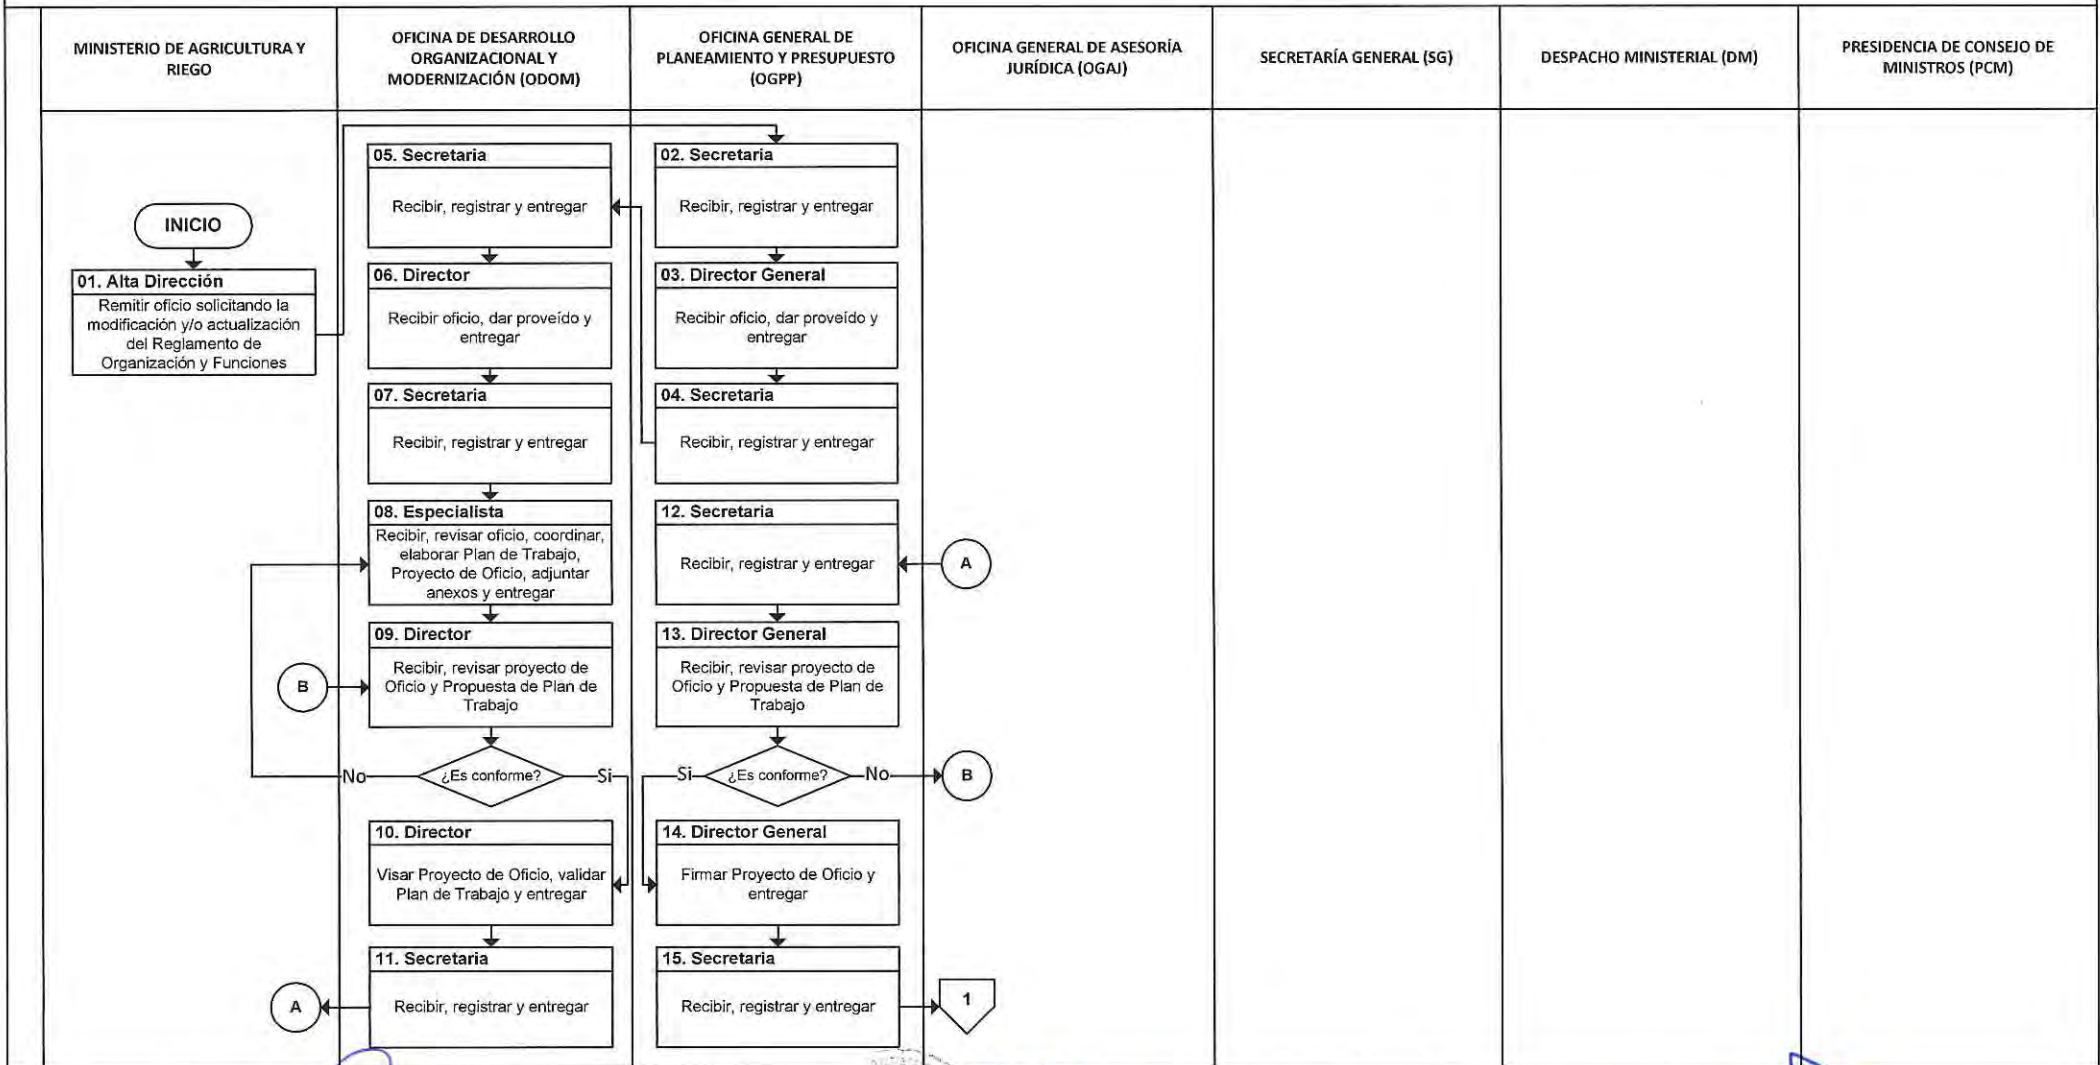 MINISTERIO DE AGRICULTURA Y
RIEGO
OFICINA DE DESARROLLO
ORGANIZACIONAL Y
MODERNIZACIÓN (ODOM)
OFICINA GENERAL DE
PLANEAMIENTO Y PRESUPUESTO
(OGPP)
OFICINA GENERAL DE ASESORÍA
JURÍDICA (OGAJ)
SECRETARÍA GENERAL (SG)
DESPACHO MINISTERIAL (DM)
PRESIDENCIA DE CONSEJO DE
MINISTROS (PCM)
INICIO
01. Alta Dirección
Remitir oficio solicitando la
modificación y/o actualización
del Reglamento de
Organización y Funciones
02. Secretaria
Recibir, registrar y entregar
03. Director General
Recibir oficio, dar proveído y
entregar
04. Secretaria
Recibir, registrar y entregar
05. Secretaria
Recibir, registrar y entregar
06. Director
Recibir oficio, dar proveído y
entregar
07. Secretaria
Recibir, registrar y entregar
08. Especialista
Recibir, revisar oficio, coordinar,
elaborar Plan de Trabajo,
Proyecto de Oficio, adjuntar
anexos y entregar
B
09. Director
Recibir, revisar proyecto de
Oficio y Propuesta de Plan de
Trabajo
No
¿Es conforme?
Si
10. Director
Visar Proyecto de Oficio, validar
Plan de Trabajo y entregar
11. Secretaria
Recibir, registrar y entregar
A
12. Secretaria
Recibir, registrar y entregar
A
13. Director General
Recibir, revisar proyecto de
Oficio y Propuesta de Plan de
Trabajo
Si
¿Es conforme?
No
B
14. Director General
Firmar Proyecto de Oficio y
entregar
15. Secretaria
Recibir, registrar y entregar
1